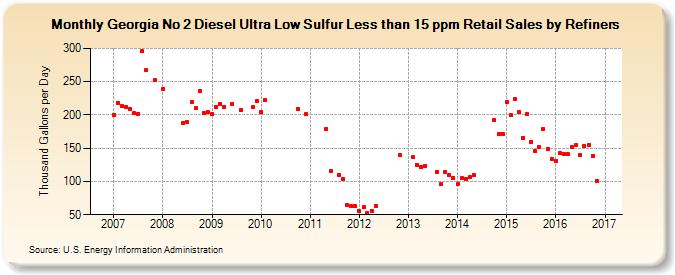 Monthly Georgia No 2 Diesel Ultra Low Sulfur Less than 15 ppm Retail Sales by Refiners
Thousand Gallons per Day
300
250
200
150
100
50
2007 2008 2009 2010 2011 2012 2013 2014 2015 2016 2017
Source: U.S. Energy Information Administration